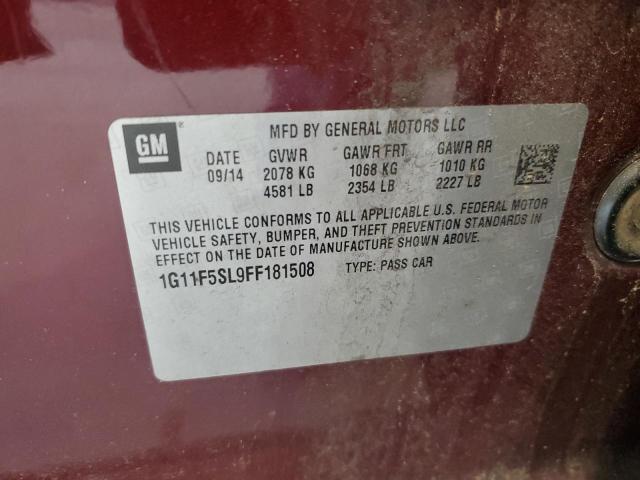 GM
MFD BY GENERAL MOTORS LLC
DATE GVWR GAWR FRT GAWR RR
09/14 2078 KG 1068 KG 1010 KG
4581 LB 2354 LB 2227 LB
THIS VEHICLE CONFORMS TO ALL APPLICABLE U.S. FEDERAL MOTOR
VEHICLE SAFETY, BUMPER, AND THEFT PREVENTION STANDARDS IN
EFFECT ON THE DATE OF MANUFACTURE SHOWN ABOVE.
1G11F5SL9FF181508 TYPE: PASS CAR